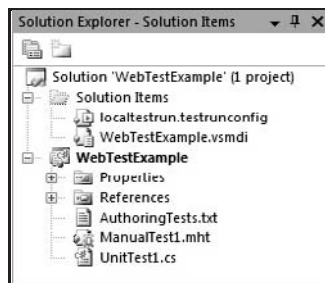 Solution Explorer - Solution Items
Solution 'WebTestExample' (1 project)
Solution Items
localtestrun.testrunconfig
WebTestExample.vsmdi
WebTestExample
Properties
References
AuthoringTests.txt
ManualTest1.mht
UnitTest1.cs